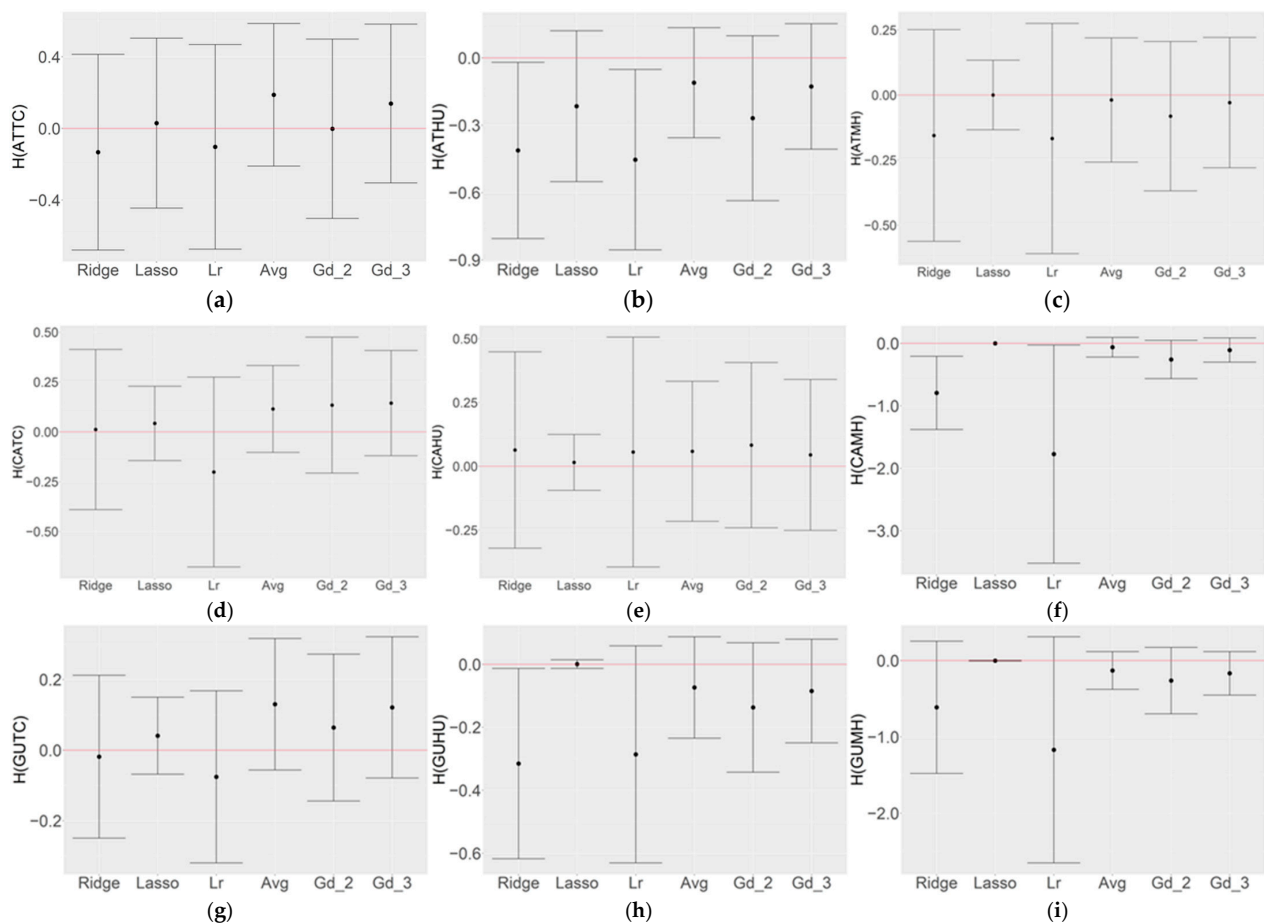 H(ATTC)
0.4
0.0
−0.4
Ridge Lasso Lr Avg Gd_2 Gd_3
(a)
H(ATHU)
0.0
−0.3
−0.6
−0.9
Ridge Lasso Lr Avg Gd_2 Gd_3
(b)
H(ATMH)
0.25
0.00
−0.25
−0.50
Ridge Lasso Lr Avg Gd_2 Gd_3
(c)
H(CATC)
0.50
0.25
0.00
−0.25
−0.50
Ridge Lasso Lr Avg Gd_2 Gd_3
(d)
H(CAHU)
0.50
0.25
0.00
−0.25
Ridge Lasso Lr Avg Gd_2 Gd_3
(e)
H(CAMH)
0.0
−1.0
−2.0
−3.0
Ridge Lasso Lr Avg Gd_2 Gd_3
(f)
H(GUTC)
0.2
0.0
−0.2
Ridge Lasso Lr Avg Gd_2 Gd_3
(g)
H(GUHU)
0.0
−0.2
−0.4
−0.6
Ridge Lasso Lr Avg Gd_2 Gd_3
(h)
H(GUMH)
0.0
−1.0
−2.0
Ridge Lasso Lr Avg Gd_2 Gd_3
(i)